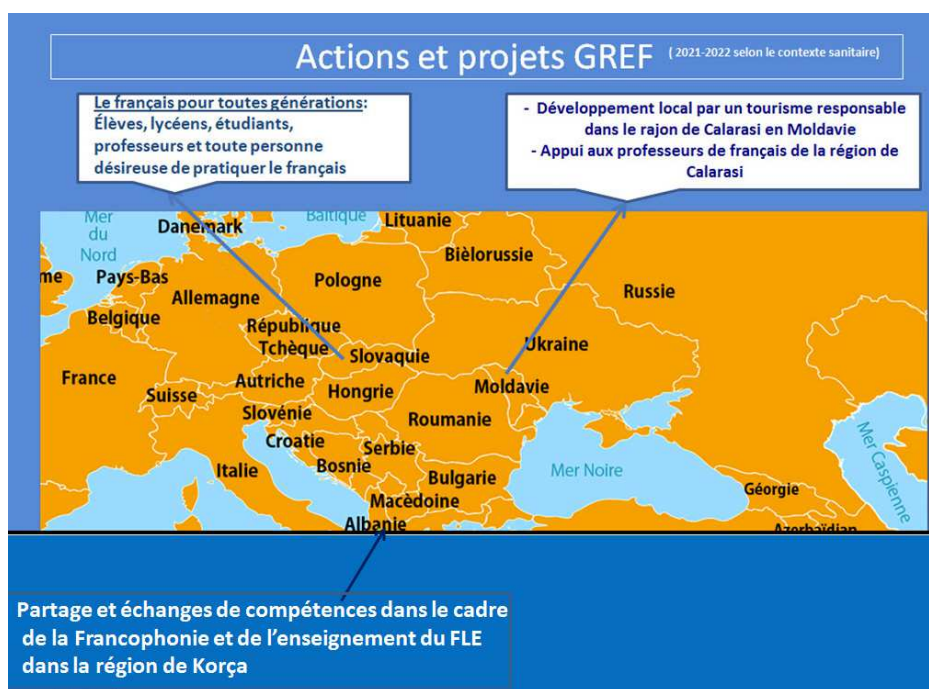 Actions et projets GREF ( 2021-2022 selon le contexte sanitaire)
Le français pour toutes générations:
Élèves, lycéens, étudiants,
professeurs et toute personne
désireuse de pratiquer le français
- Développement local par un tourisme responsable
dans le rajon de Calarasi en Moldavie
- Appui aux professeurs de français de la région de
Calarasi
Mer
du
Nord
Danemark
Baltique
Lituanie
Bièlorussie
me
Pays-Bas
Pologne
Russie
Allemagne
Belgique
République
Tchèque
Slovaquie
Ukraine
France
Suisse
Autriche
Hongrie
Moldavie
Slovénie
Roumanie
Croatie
Serbie
Italie
Bosnie
Bulgarie
Mer Noire
Mer Caspienne
Macèdoine
Géorgie
Albanie
Azerbaïdjan
Partage et échanges de compétences dans le cadre
de la Francophonie et de l'enseignement du FLE
dans la région de Korça